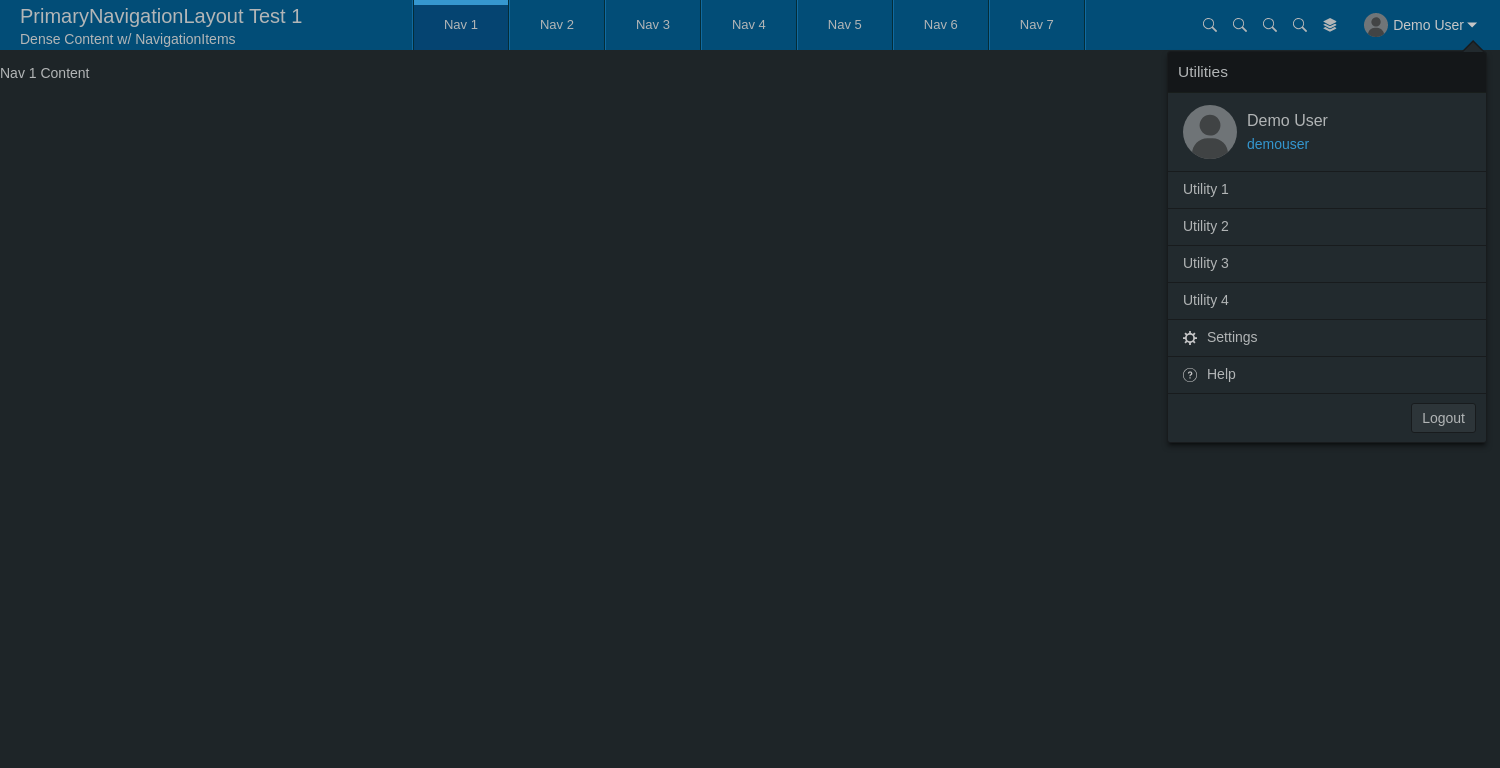 PrimaryNavigationLayout Test 1
Dense Content w/ NavigationItems
Nav 1
Nav 2
Nav 3
Nav 4
Nav 5
Nav 6
Nav 7
Demo User
Nav 1 Content
Utilities
Demo User
demouser
Utility 1
Utility 2
Utility 3
Utility 4
Settings
Help
Logout